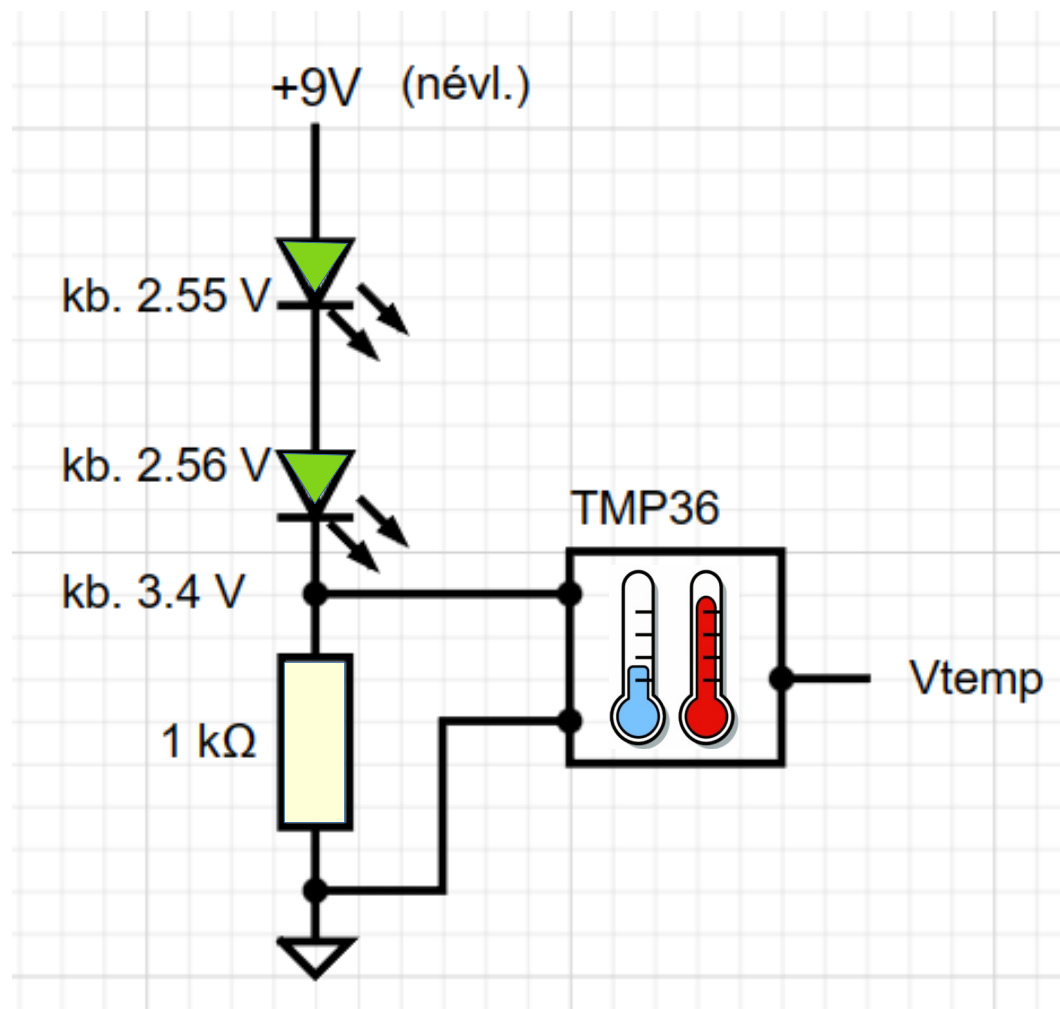 +9V (névl.)
kb. 2.55 V
kb. 2.56 V
TMP36
kb. 3.4 V
Vtemp
1 kΩ